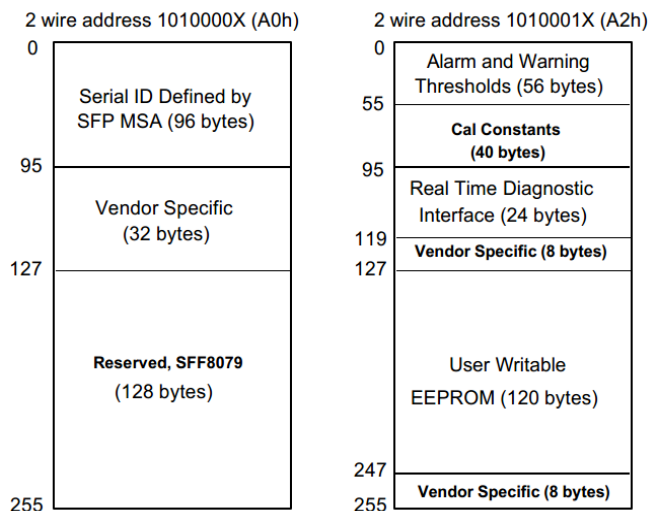 2 wire address 1010000X (A0h)
0
Serial ID Defined by
SFP MSA (96 bytes)
95
Vendor Specific
(32 bytes)
127
Reserved, SFF8079
(128 bytes)
255
2 wire address 1010001X (A2h)
0
Alarm and Warning
Thresholds (56 bytes)
55
Cal Constants
(40 bytes)
95
Real Time Diagnostic
Interface (24 bytes)
119
Vendor Specific (8 bytes)
127
User Writable
EEPROM (120 bytes)
247
Vendor Specific (8 bytes)
255